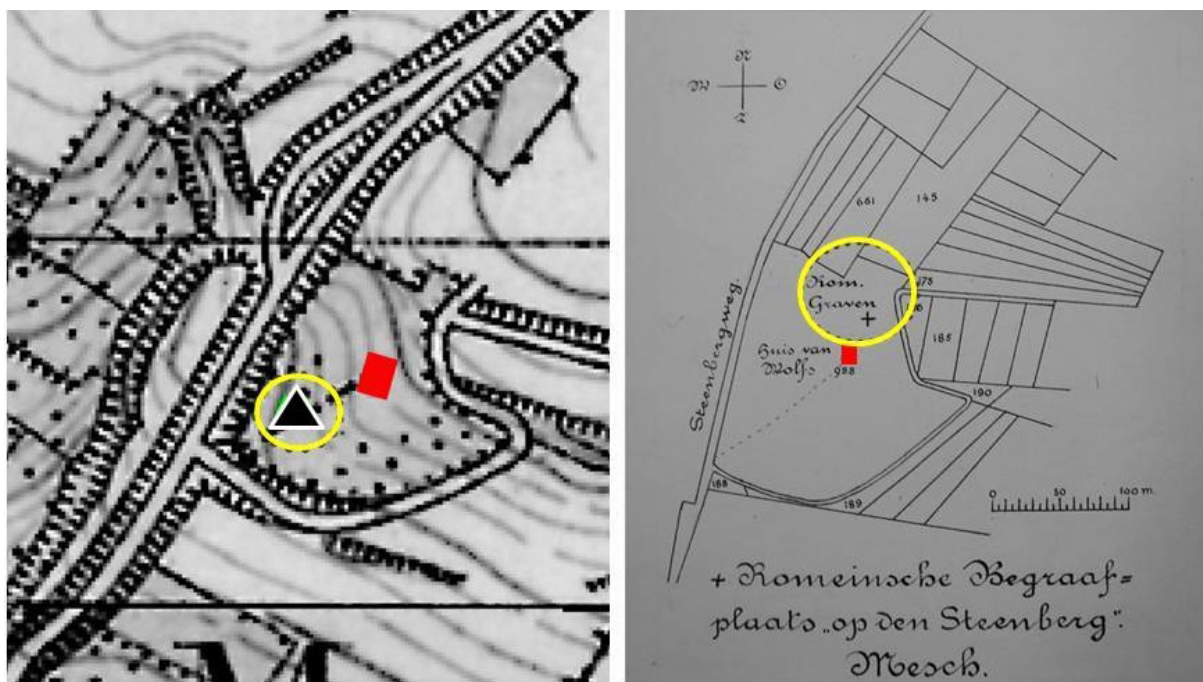 N
W O
661 145
Rom.
Graven
+
Steenbergweg.
Huis van
Wolfs 988
185
190
188
189
0 50 100 m.
+ Romeinsche Begraaf=
plaats „op den Steenberg".
Mesch.